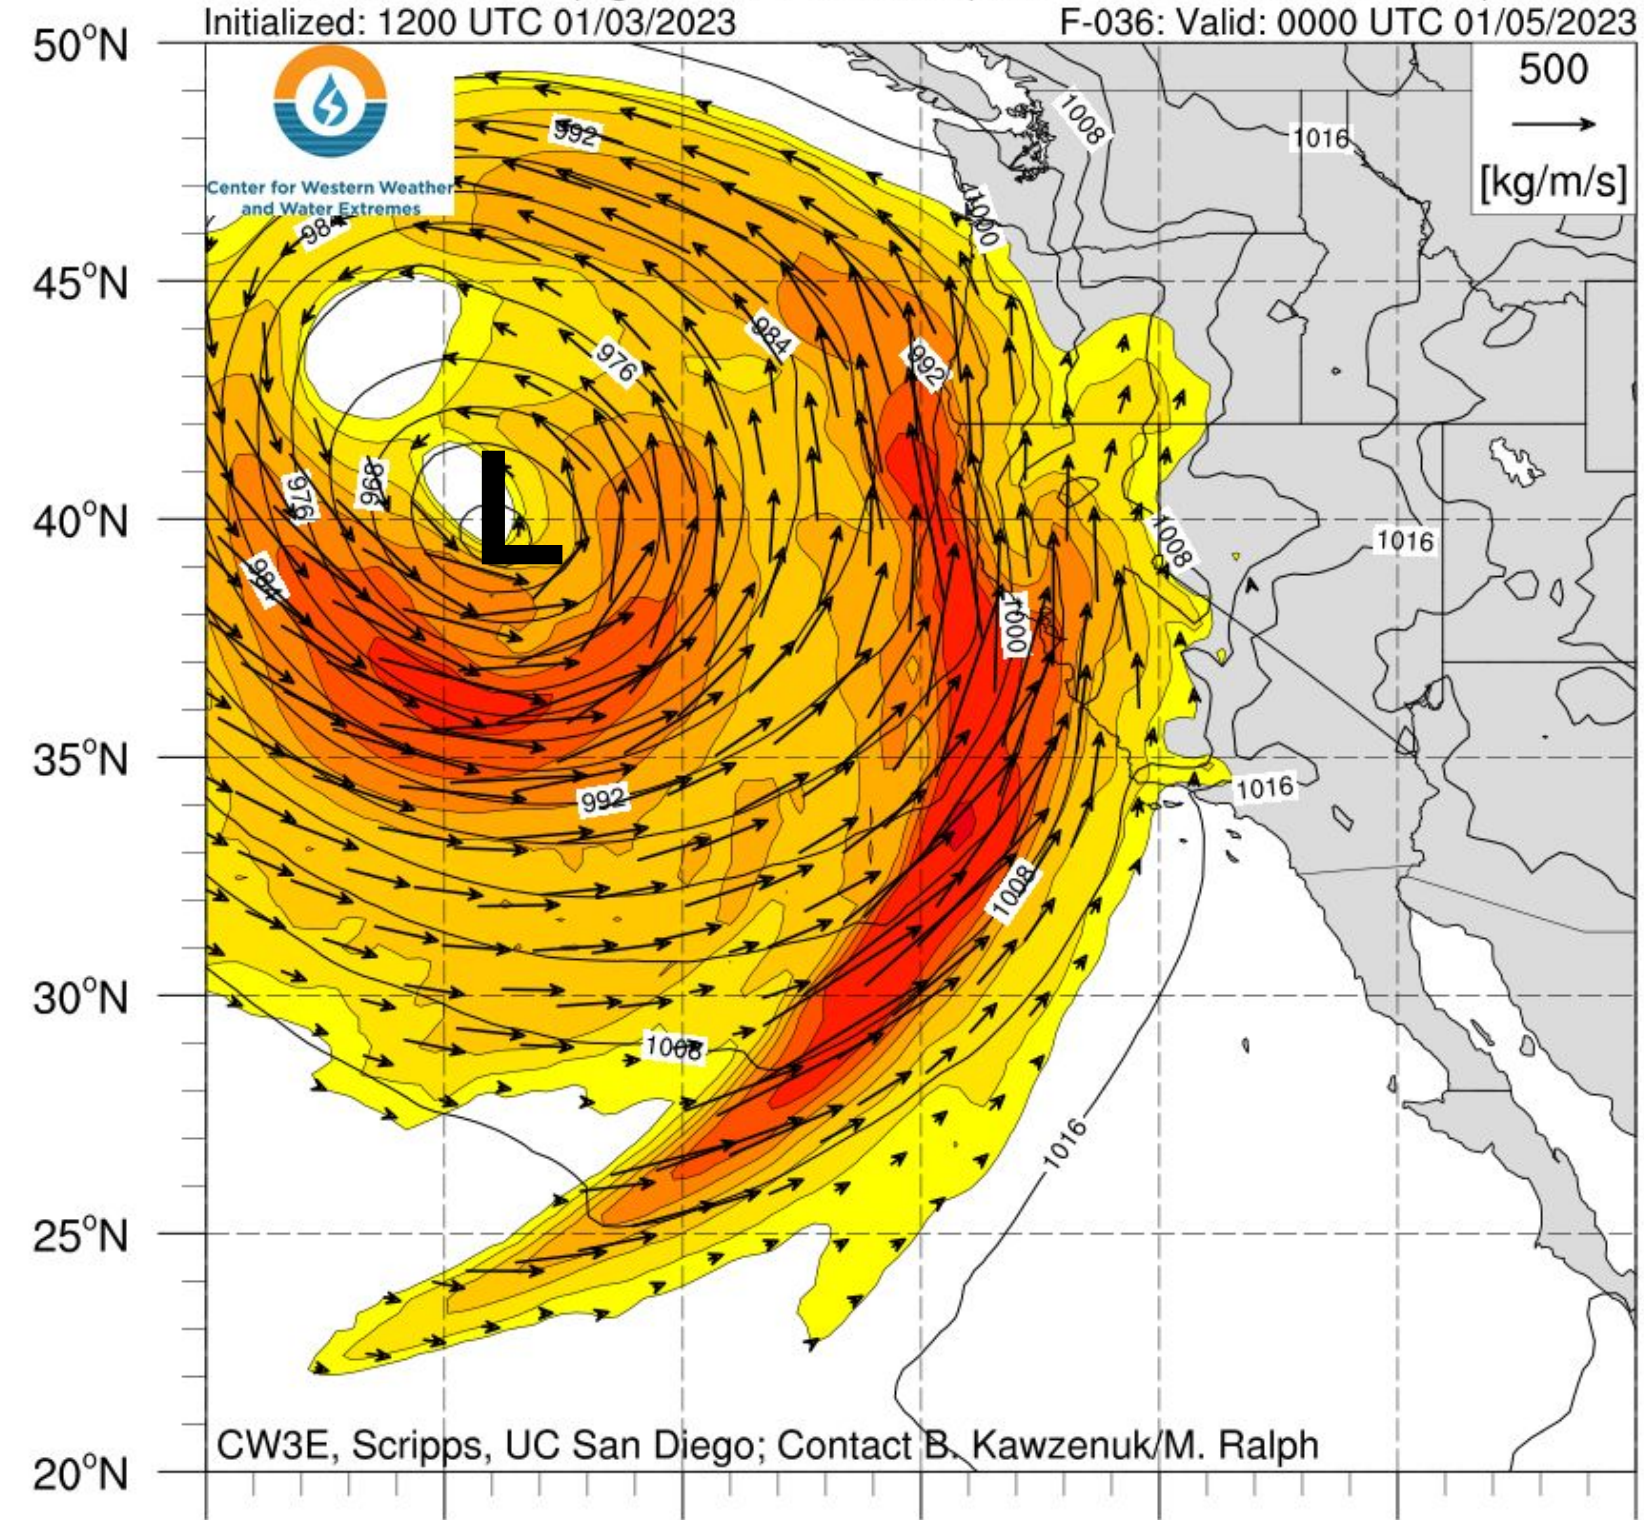 Initialized: 1200 UTC 01/03/2023
F-036: Valid: 0000 UTC 01/05/2023
50°N
500
[kg/m/s]
Center for Western Weather
and Water Extremes
992
1008
1016
984
1000
45°N
984
976
992
976
968
L
40°N
1008
1016
984
1000
35°N
992
1016
1008
30°N
1008
1016
25°N
CW3E, Scripps, UC San Diego; Contact B. Kawzenuk/M. Ralph
20°N